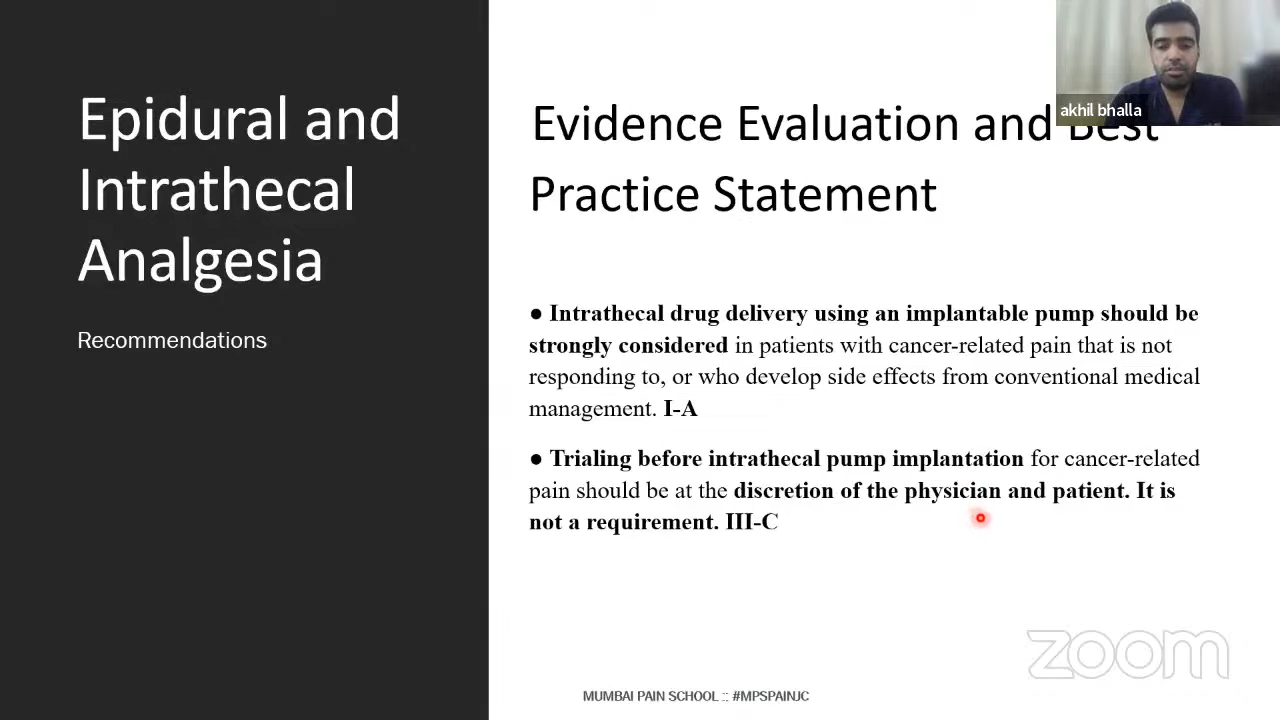 Epidural and
Intrathecal
Analgesia
Recommendations
akhil bhalla
Evidence Evaluation and Best
Practice Statement
● Intrathecal drug delivery using an implantable pump should be
strongly considered in patients with cancer-related pain that is not
responding to, or who develop side effects from conventional medical
management. I-A
● Trialing before intrathecal pump implantation for cancer-related
pain should be at the discretion of the physician and patient. It is
not a requirement. III-C
zoom
MUMBAI PAIN SCHOOL :: #MPSPAINJC